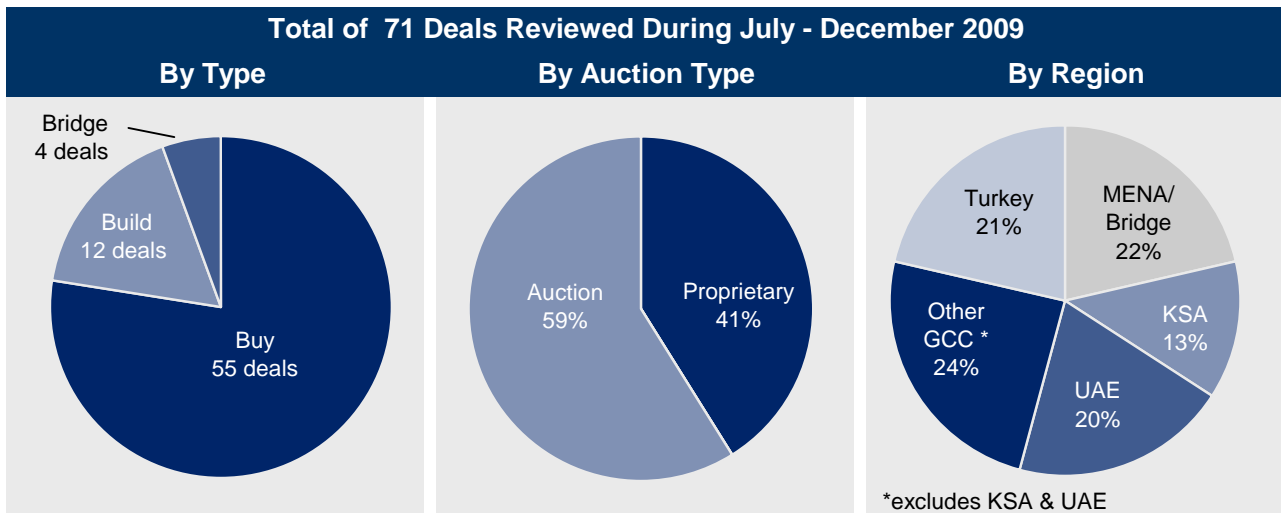 Total of 71 Deals Reviewed During July - December 2009
By Type
By Auction Type
By Region
Bridge
4 deals
Build
12 deals
Buy
55 deals
Auction
59%
Proprietary
41%
Turkey
21%
MENA/
Bridge
22%
KSA
13%
Other
GCC *
24%
UAE
20%
*excludes KSA & UAE